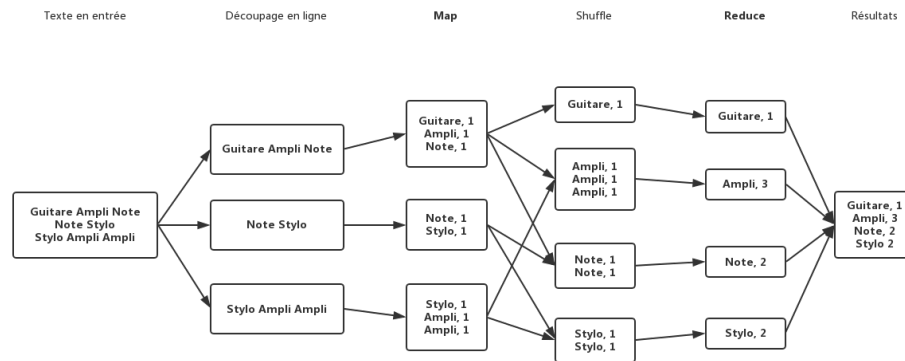 Texte en entrée
Découpage en ligne
Map
Shuffle
Reduce
Résultats
Guitare Ampli Note
Note Stylo
Stylo Ampli Ampli
Guitare Ampli Note
Note Stylo
Stylo Ampli Ampli
Guitare, 1
Ampli, 1
Note, 1
Note, 1
Stylo, 1
Stylo, 1
Ampli, 1
Ampli, 1
Guitare, 1
Ampli, 1
Ampli, 1
Ampli, 1
Note, 1
Note, 1
Stylo, 1
Stylo, 1
Guitare, 1
Ampli, 3
Note, 2
Stylo, 2
Guitare, 1
Ampli, 3
Note, 2
Stylo 2